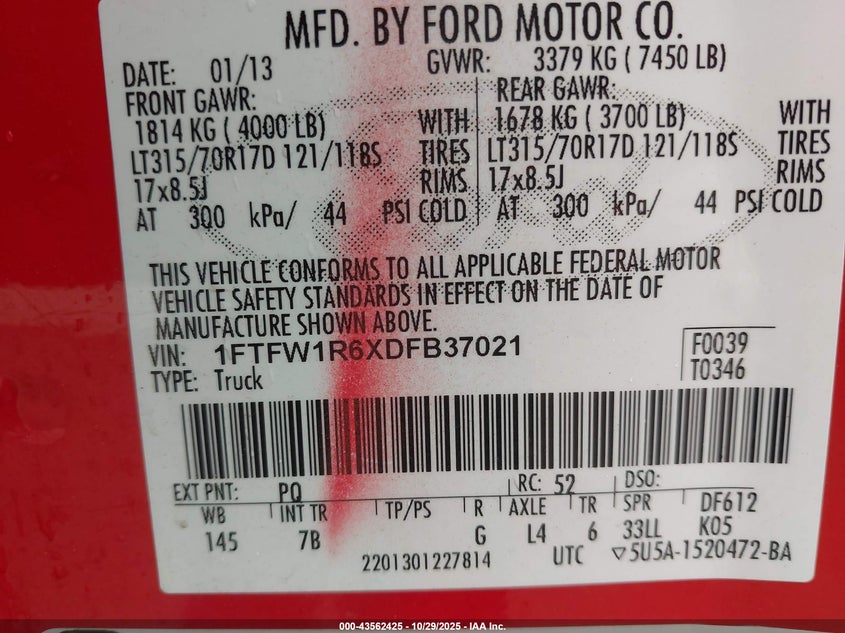 MFD. BY FORD MOTOR CO.
DATE: 01/13 GVWR: 3379 KG ( 7450 LB)
FRONT GAWR: REAR GAWR:
1814 KG ( 4000 LB) WITH 1678 KG ( 3700 LB) WITH
LT315/70R17D 121/118S TIRES LT315/70R17D 121/118S TIRES
17x8.5J RIMS 17x8.5J RIMS
AT 300 kPa/ 44 PSI COLD AT 300 kPa/ 44 PSI COLD
THIS VEHICLE CONFORMS TO ALL APPLICABLE FEDERAL MOTOR
VEHICLE SAFETY STANDARDS IN EFFECT ON THE DATE OF
MANUFACTURE SHOWN ABOVE.
VIN: 1FTFW1R6XDFB37021 F0039
TYPE: Truck T0346
EXT PNT: PQ RC: 52 DSO:
WB INT TR TP/PS R AXLE TR SPR DF612
145 7B G L4 6 33LL K05
2201301227814 UTC ▽5U5A-1520472-BA
000-43562425 - 10/29/2025 - IAA Inc.